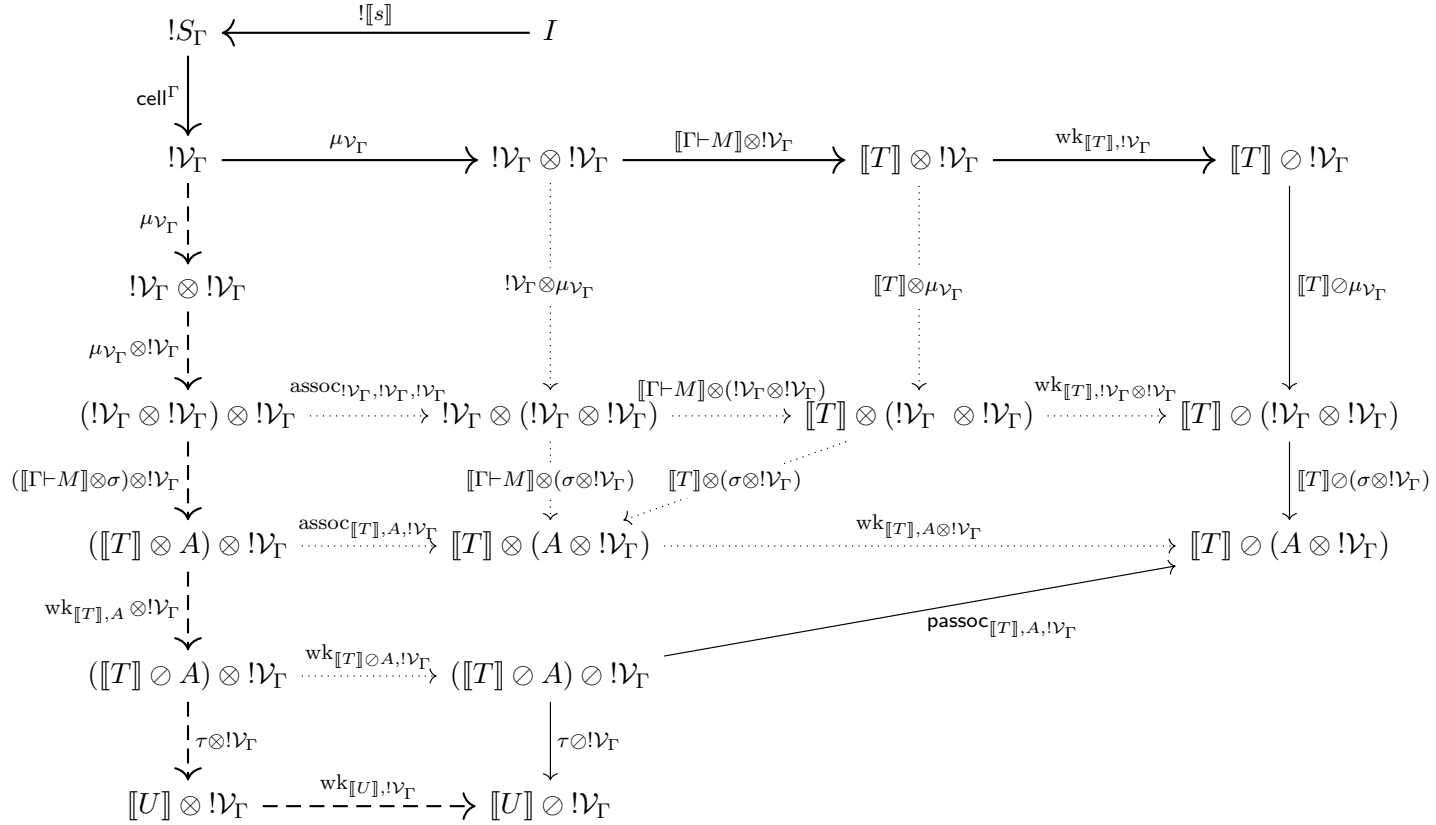 !S_Γ ![[s]] I
cell^Γ
!𝒱_Γ μ_{𝒱_Γ} !𝒱_Γ ⊗ !𝒱_Γ ⟦Γ⊢M⟧⊗!𝒱_Γ ⟦T⟧ ⊗ !𝒱_Γ wk_{⟦T⟧,!𝒱_Γ} ⟦T⟧ ⊘ !𝒱_Γ
μ_{𝒱_Γ}
!𝒱_Γ ⊗ !𝒱_Γ !𝒱_Γ⊗μ_{𝒱_Γ} ⟦T⟧⊗μ_{𝒱_Γ} ⟦T⟧⊘μ_{𝒱_Γ}
μ_{𝒱_Γ}⊗!𝒱_Γ
(!𝒱_Γ ⊗ !𝒱_Γ) ⊗ !𝒱_Γ assoc_{!𝒱_Γ,!𝒱_Γ,!𝒱_Γ} !𝒱_Γ ⊗ (!𝒱_Γ ⊗ !𝒱_Γ) ⟦Γ⊢M⟧⊗(!𝒱_Γ⊗!𝒱_Γ) ⟦T⟧ ⊗ (!𝒱_Γ ⊗ !𝒱_Γ) wk_{⟦T⟧,!𝒱_Γ⊗!𝒱_Γ} ⟦T⟧ ⊘ (!𝒱_Γ ⊗ !𝒱_Γ)
(⟦Γ⊢M⟧⊗σ)⊗!𝒱_Γ ⟦Γ⊢M⟧⊗(σ⊗!𝒱_Γ) ⟦T⟧⊗(σ⊗!𝒱_Γ) ⟦T⟧⊘(σ⊗!𝒱_Γ)
(⟦T⟧ ⊗ A) ⊗ !𝒱_Γ assoc_{⟦T⟧,A,!𝒱_Γ} ⟦T⟧ ⊗ (A ⊗ !𝒱_Γ) wk_{⟦T⟧,A⊗!𝒱_Γ} ⟦T⟧ ⊘ (A ⊗ !𝒱_Γ)
wk_{⟦T⟧,A}⊗!𝒱_Γ passoc_{⟦T⟧,A,!𝒱_Γ}
(⟦T⟧ ⊘ A) ⊗ !𝒱_Γ wk_{⟦T⟧⊘A,!𝒱_Γ} (⟦T⟧ ⊘ A) ⊘ !𝒱_Γ
τ⊗!𝒱_Γ τ⊘!𝒱_Γ
⟦U⟧ ⊗ !𝒱_Γ wk_{⟦U⟧,!𝒱_Γ} ⟦U⟧ ⊘ !𝒱_Γ